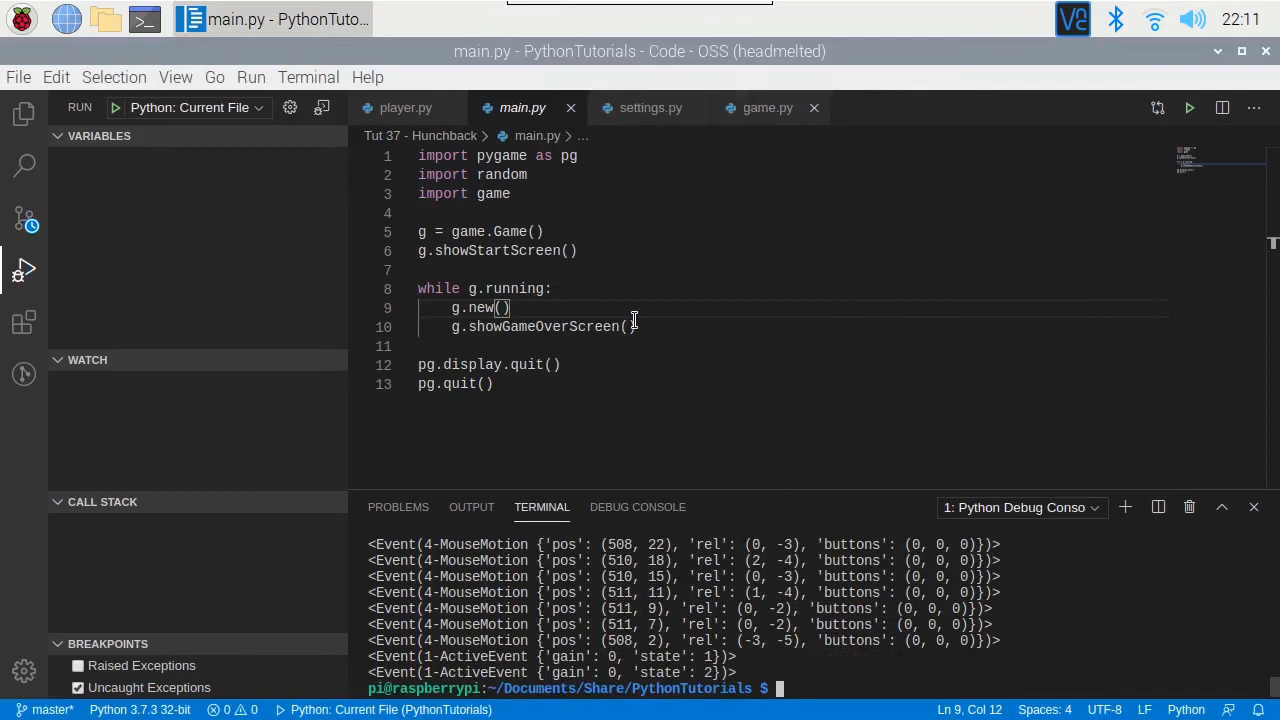 main.py - PythonTuto...
22:11
main.py - PythonTutorials - Code - OSS (headmelted)
File Edit Selection View Go Run Terminal Help
RUN Python: Current File
player.py main.py settings.py game.py
VARIABLES
Tut 37 - Hunchback > main.py > ...
1 import pygame as pg
2 import random
3 import game
4
5 g = game.Game()
6 g.showStartScreen()
7
8 while g.running:
9 g.new()
10 g.showGameOverScreen()
11
12 pg.display.quit()
13 pg.quit()
WATCH
CALL STACK
BREAKPOINTS
Raised Exceptions
Uncaught Exceptions
PROBLEMS OUTPUT TERMINAL DEBUG CONSOLE 1: Python Debug Conso
<Event(4-MouseMotion {'pos': (508, 22), 'rel': (0, -3), 'buttons': (0, 0, 0)})>
<Event(4-MouseMotion {'pos': (510, 18), 'rel': (2, -4), 'buttons': (0, 0, 0)})>
<Event(4-MouseMotion {'pos': (510, 15), 'rel': (0, -3), 'buttons': (0, 0, 0)})>
<Event(4-MouseMotion {'pos': (511, 11), 'rel': (1, -4), 'buttons': (0, 0, 0)})>
<Event(4-MouseMotion {'pos': (511, 9), 'rel': (0, -2), 'buttons': (0, 0, 0)})>
<Event(4-MouseMotion {'pos': (511, 7), 'rel': (0, -2), 'buttons': (0, 0, 0)})>
<Event(4-MouseMotion {'pos': (508, 2), 'rel': (-3, -5), 'buttons': (0, 0, 0)})>
<Event(1-ActiveEvent {'gain': 0, 'state': 1})>
<Event(1-ActiveEvent {'gain': 0, 'state': 2})>
pi@raspberrypi:~/Documents/Share/PythonTutorials $
master* Python 3.7.3 32-bit 0 0 Python: Current File (PythonTutorials) Ln 9, Col 12 Spaces: 4 UTF-8 LF Python